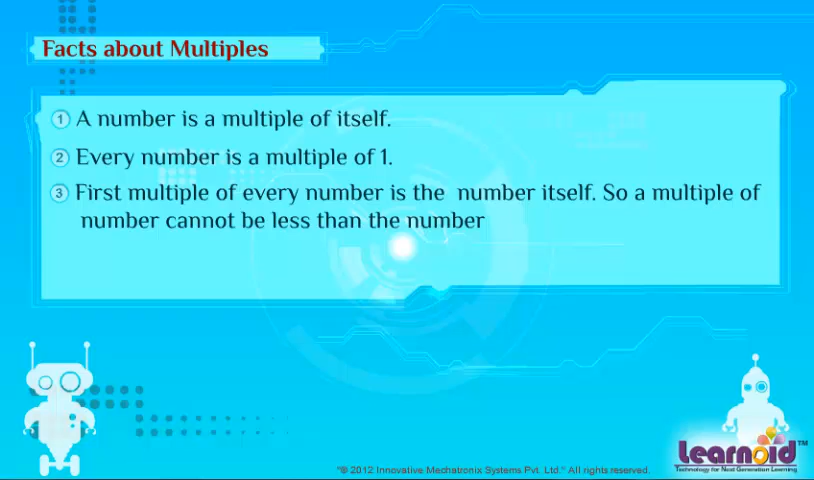 Facts about Multiples
1 A number is a multiple of itself.
2 Every number is a multiple of 1.
3 First multiple of every number is the number itself. So a multiple of
number cannot be less than the number
"© 2012 Innovative Mechatronix Systems Pvt. Ltd." All rights reserved.
Learnoid™
Technology for Next Generation Learning